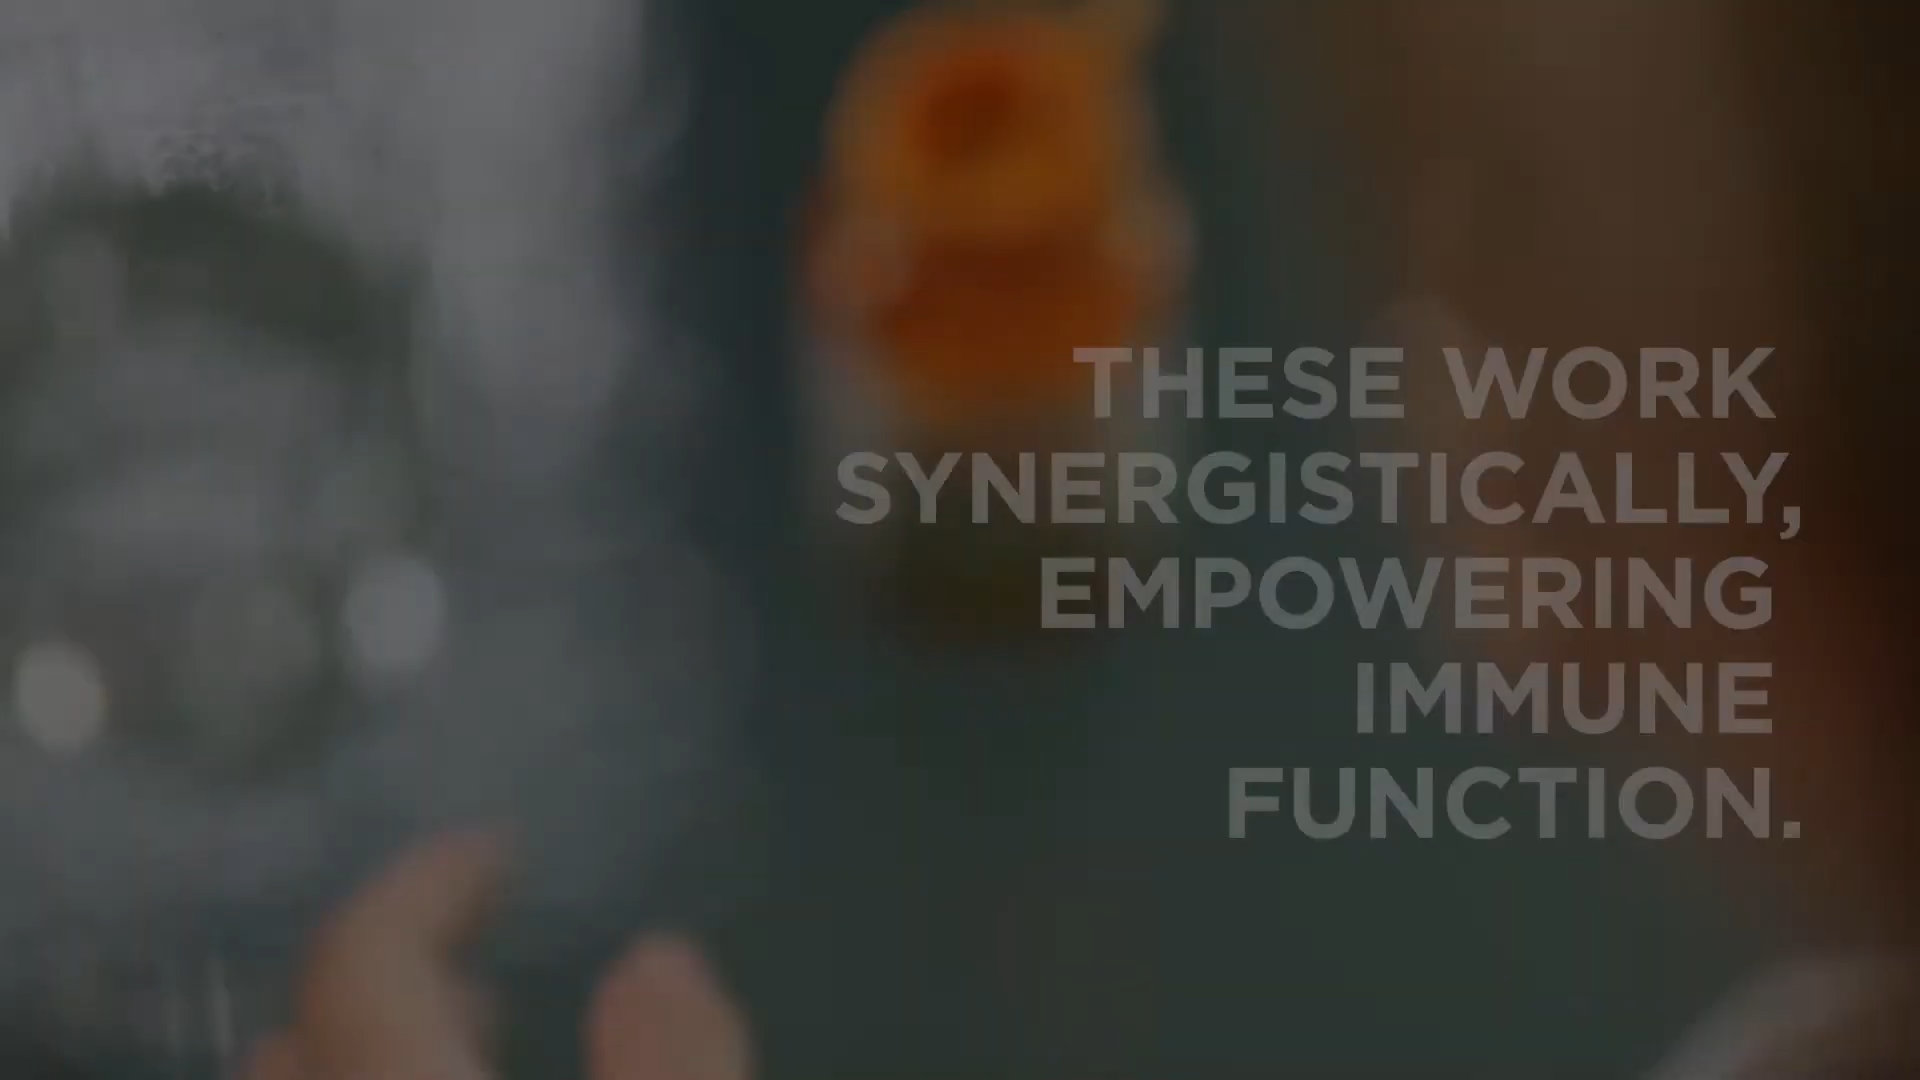 THESE WORK
SYNERGISTICALLY,
EMPOWERING
IMMUNE
FUNCTION.